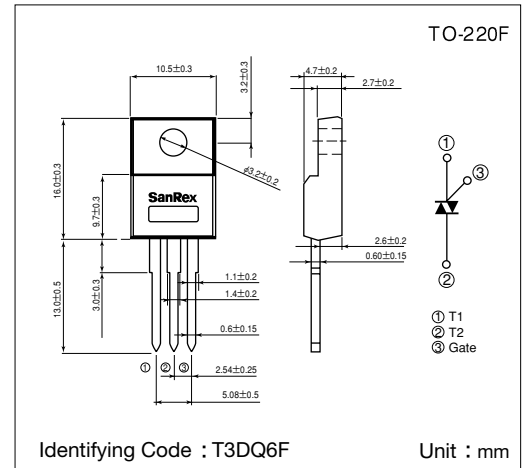 TO-220F
10.5±0.3
3.2±0.3
4.7±0.2
2.7±0.2
16.0±0.3
9.7±0.3
φ3.2±0.2
SanRex
①
③
②
13.0±0.5
3.0±0.3
1.1±0.2
1.4±0.2
0.6±0.15
2.6±0.2
0.60±0.15
① ② ③
2.54±0.25
5.08±0.5
① T1
② T2
③ Gate
Identifying Code：T3DQ6F
Unit：mm